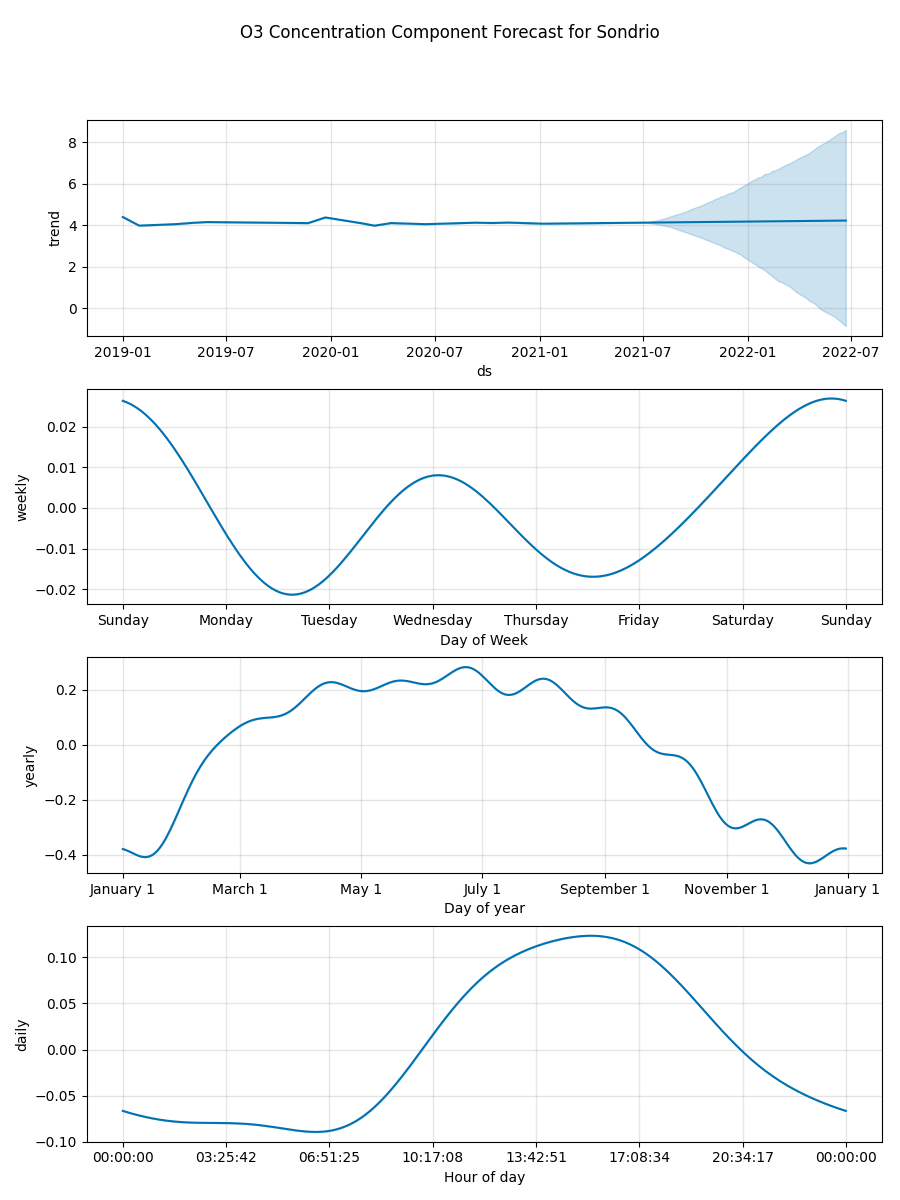 O3 Concentration Component Forecast for Sondrio
8
6
4
2
0
trend
2019-01 2019-07 2020-01 2020-07 2021-01 2021-07 2022-01 2022-07
ds
0.02
0.01
0.00
−0.01
−0.02
weekly
Sunday Monday Tuesday Wednesday Thursday Friday Saturday Sunday
Day of Week
0.2
0.0
−0.2
−0.4
yearly
January 1 March 1 May 1 July 1 September 1 November 1 January 1
Day of year
0.10
0.05
0.00
−0.05
−0.10
daily
00:00:00 03:25:42 06:51:25 10:17:08 13:42:51 17:08:34 20:34:17 00:00:00
Hour of day